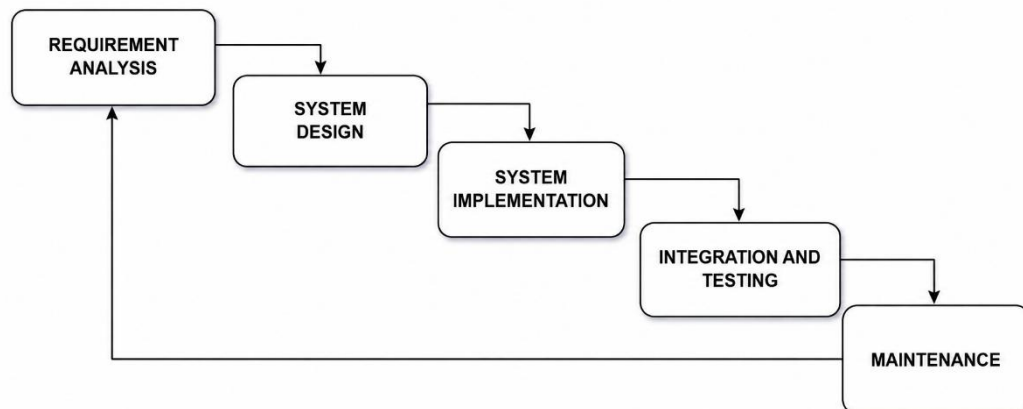 REQUIREMENT
ANALYSIS
SYSTEM
DESIGN
SYSTEM
IMPLEMENTATION
INTEGRATION AND
TESTING
MAINTENANCE